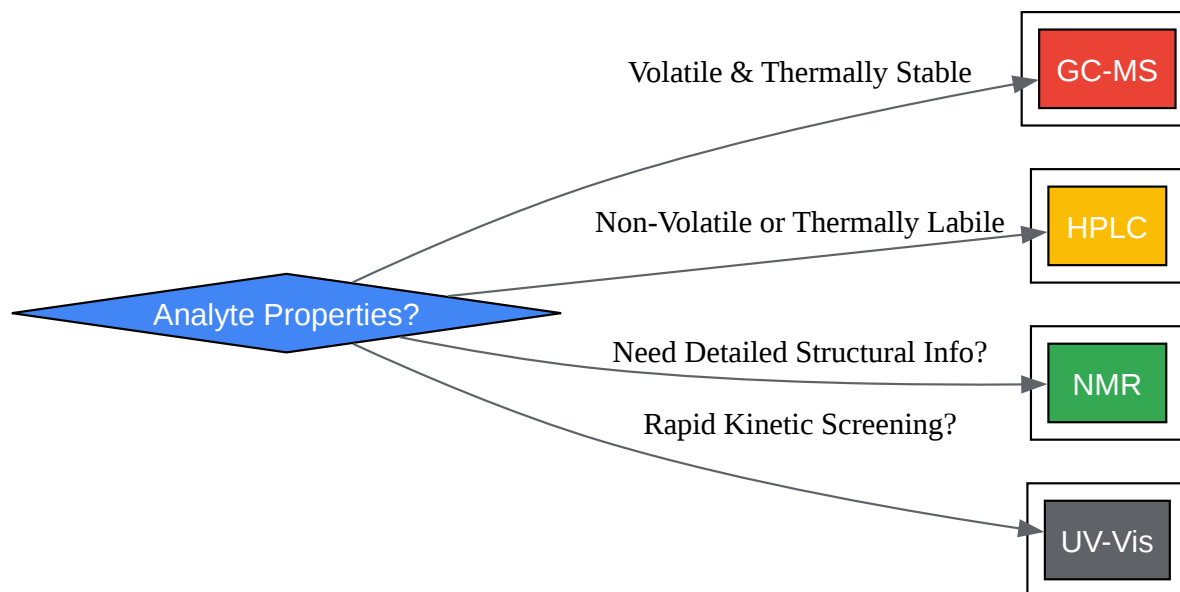 Volatile & Thermally Stable
GC-MS
Non-Volatile or Thermally Labile
HPLC
Analyte Properties?
Need Detailed Structural Info?
NMR
Rapid Kinetic Screening?
UV-Vis